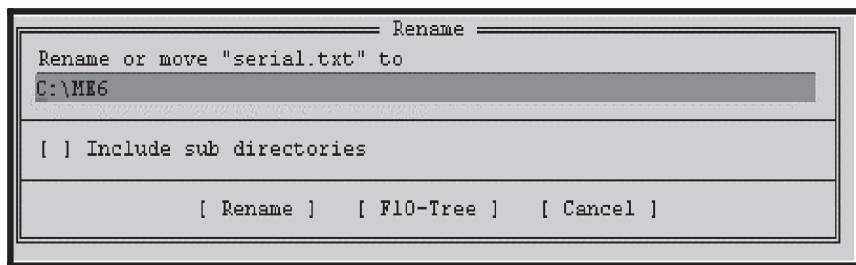 Rename
Rename or move "serial.txt" to
C:\ME6
[ ] Include sub directories
[ Rename ] [ F10-Tree ] [ Cancel ]